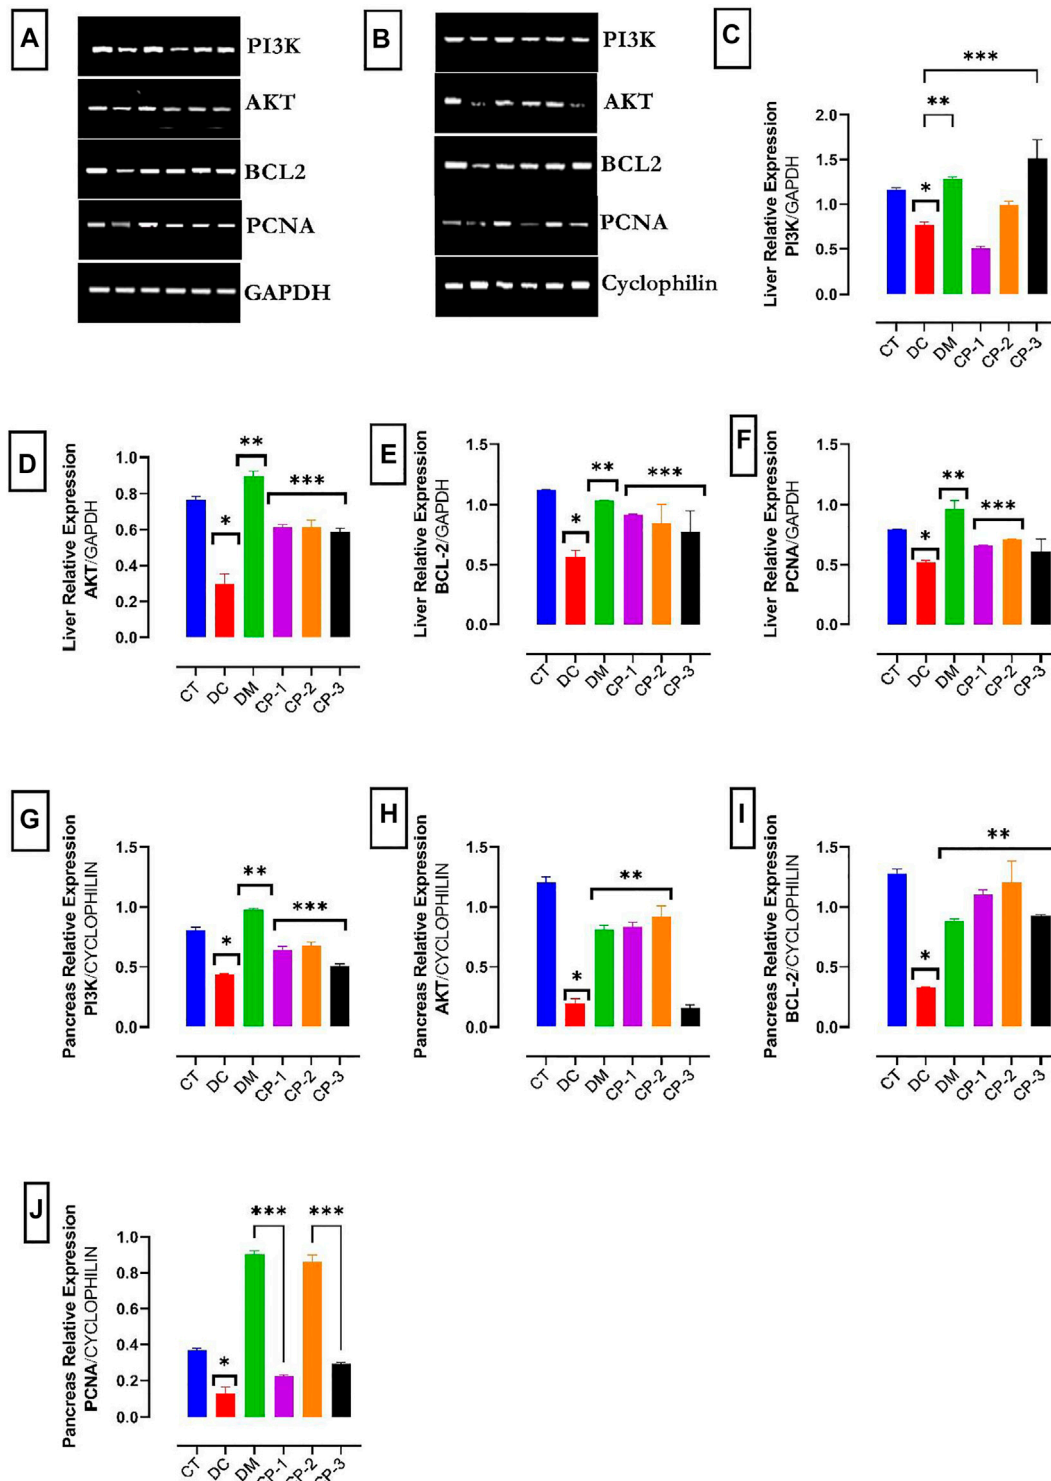 A
PI3K
AKT
BCL2
PCNA
GAPDH
B
PI3K
AKT
BCL2
PCNA
Cyclophilin
C
Liver Relative Expression
PI3K/GAPDH
2.0
1.5
1.0
0.5
0.0
***
**
*
CT
DC
DM
CP-1
CP-2
CP-3
D
Liver Relative Expression
AKT/GAPDH
1.0
0.8
0.6
0.4
0.2
0.0
*
**
***
CT
DC
DM
CP-1
CP-2
CP-3
E
Liver Relative Expression
BCL-2/GAPDH
1.5
1.0
0.5
0.0
*
**
***
CT
DC
DM
CP-1
CP-2
CP-3
F
Liver Relative Expression
PCNA/GAPDH
1.5
1.0
0.5
0.0
*
**
***
CT
DC
DM
CP-1
CP-2
CP-3
G
Pancreas Relative Expression
PI3K/CYCLOPHILIN
1.5
1.0
0.5
0.0
*
**
***
CT
DC
DM
CP-1
CP-2
CP-3
H
Pancreas Relative Expression
AKT/CYCLOPHILIN
1.5
1.0
0.5
0.0
*
**
CT
DC
DM
CP-1
CP-2
CP-3
I
Pancreas Relative Expression
BCL-2/CYCLOPHILIN
1.5
1.0
0.5
0.0
*
**
CT
DC
DM
CP-1
CP-2
CP-3
J
Pancreas Relative Expression
PCNA/CYCLOPHILIN
1.0
0.8
0.6
0.4
0.2
0.0
*
***
***
CT
DC
DM
CP-1
CP-2
CP-3